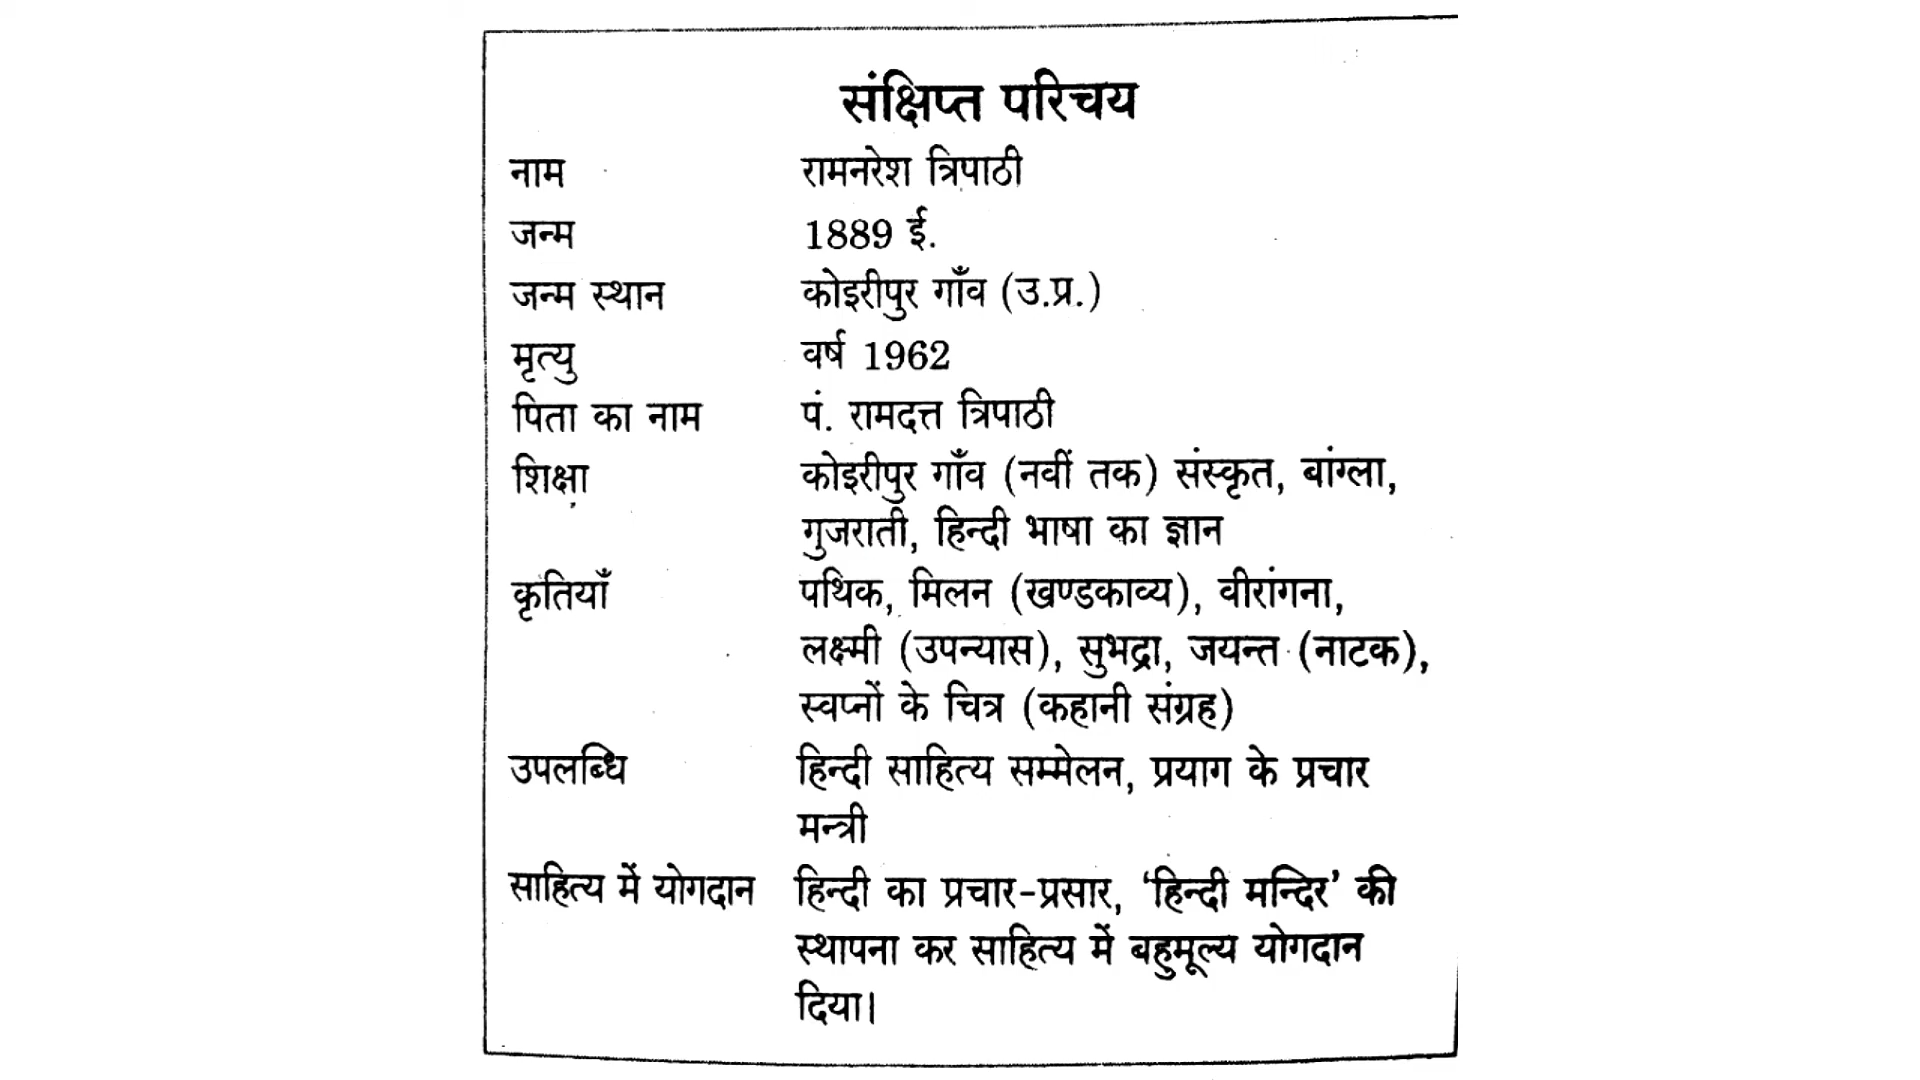 संक्षिप्त परिचय
नाम रामनरेश त्रिपाठी
जन्म 1889 ई.
जन्म स्थान कोइरीपुर गाँव (उ.प्र.)
मृत्यु वर्ष 1962
पिता का नाम पं. रामदत्त त्रिपाठी
शिक्षा कोइरीपुर गाँव (नवीं तक) संस्कृत, बांग्ला,
गुजराती, हिन्दी भाषा का ज्ञान
कृतियाँ पथिक, मिलन (खण्डकाव्य), वीरांगना,
लक्ष्मी (उपन्यास), सुभद्रा, जयन्त (नाटक),
स्वप्नों के चित्र (कहानी संग्रह)
उपलब्धि हिन्दी साहित्य सम्मेलन, प्रयाग के प्रचार
मन्त्री
साहित्य में योगदान हिन्दी का प्रचार-प्रसार, ‘हिन्दी मन्दिर’ की
स्थापना कर साहित्य में बहुमूल्य योगदान
दिया।